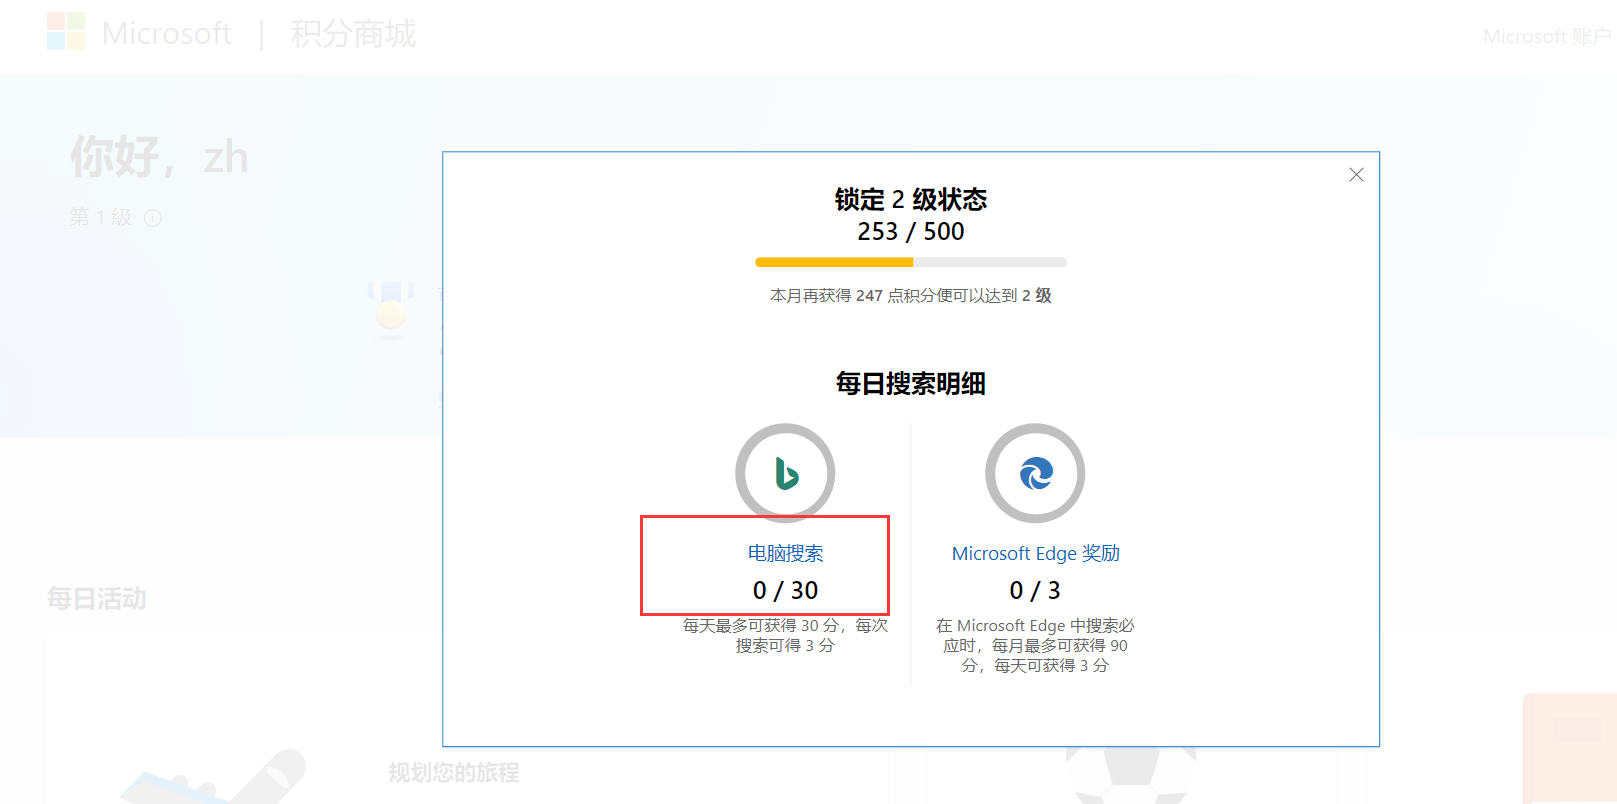 Microsoft | 积分商城
Microsoft 账户
你好，zh
第 1 級
锁定 2 级状态
253 / 500
本月再获得 247 点积分便可以达到 2 级
每日搜索明细
电脑搜索
0 / 30
每天最多可获得 30 分，每次
搜索可得 3 分
Microsoft Edge 奖励
0 / 3
在 Microsoft Edge 中搜索必
应时，每月最多可获得 90
分，每天可获得 3 分
每日活动
规划您的旅程